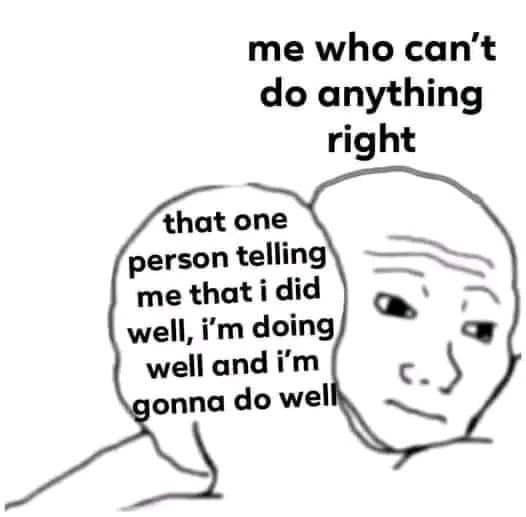 me who can't
do anything
right
that one
person telling
me that i did
well, i'm doing
well and i'm
gonna do well